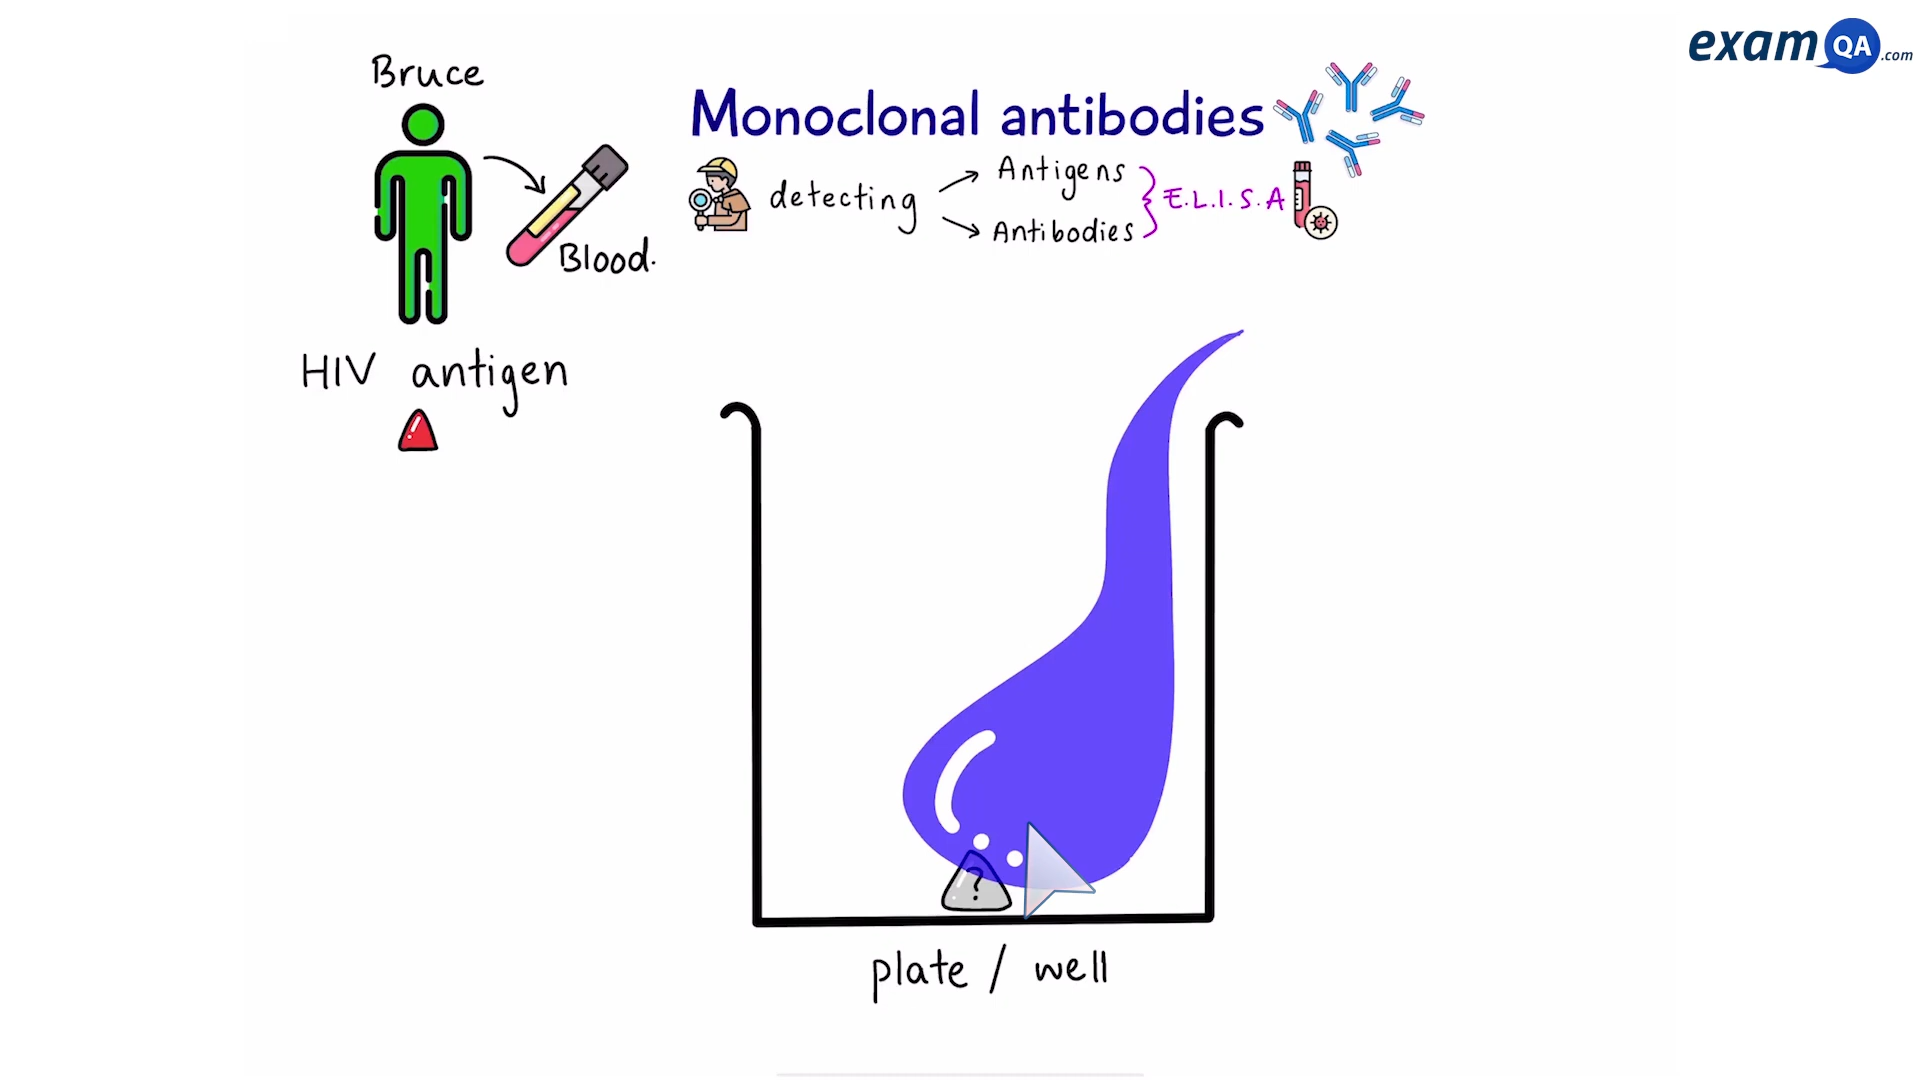 examQA.com
Bruce
Monoclonal antibodies
Blood.
detecting
Antigens
Antibodies
E.L.I.S.A
HIV antigen
?
plate / well